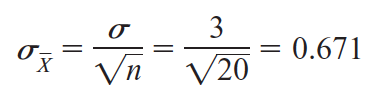 σ_X̄ = σ/√n = 3/√20 = 0.671